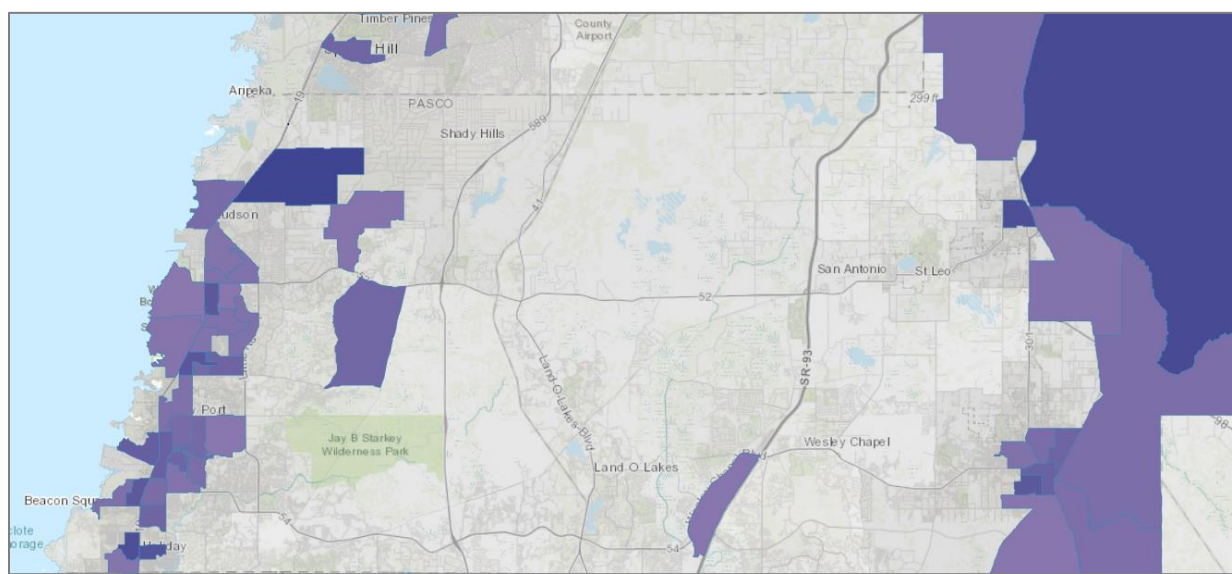 Timber Pines
Hill
County
Airport
Aripeka
19
PASCO
299 ft
Shady Hills
589
41
udson
San Antonio
St Leo
52
301
SR-93
Land-O-Lakes-Blvd
y Port
98
Jay B Starkey
Wilderness Park
Wesley Chapel
Land O Lakes
Beacon Squ
54
54
clote
orage
Holiday